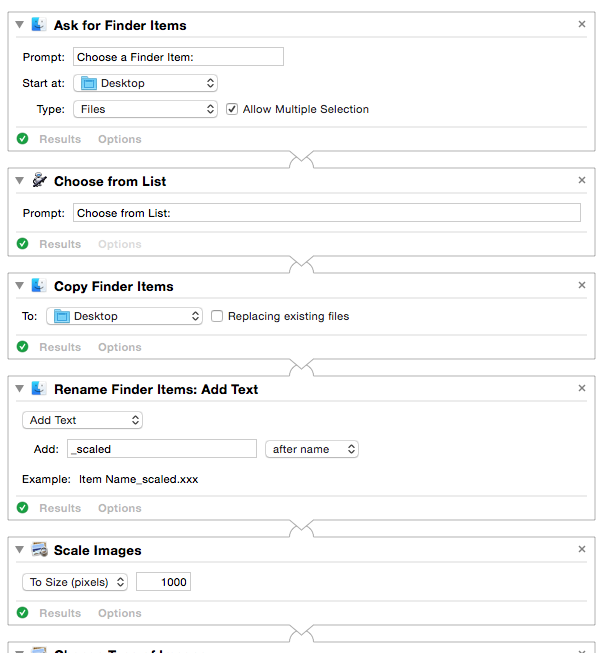 Ask for Finder Items
Prompt: Choose a Finder Item:
Start at: Desktop
Type: Files Allow Multiple Selection
Results Options
Choose from List
Prompt: Choose from List:
Results Options
Copy Finder Items
To: Desktop Replacing existing files
Results Options
Rename Finder Items: Add Text
Add Text
Add: _scaled after name
Example: Item Name_scaled.xxx
Results Options
Scale Images
To Size (pixels) 1000
Results Options